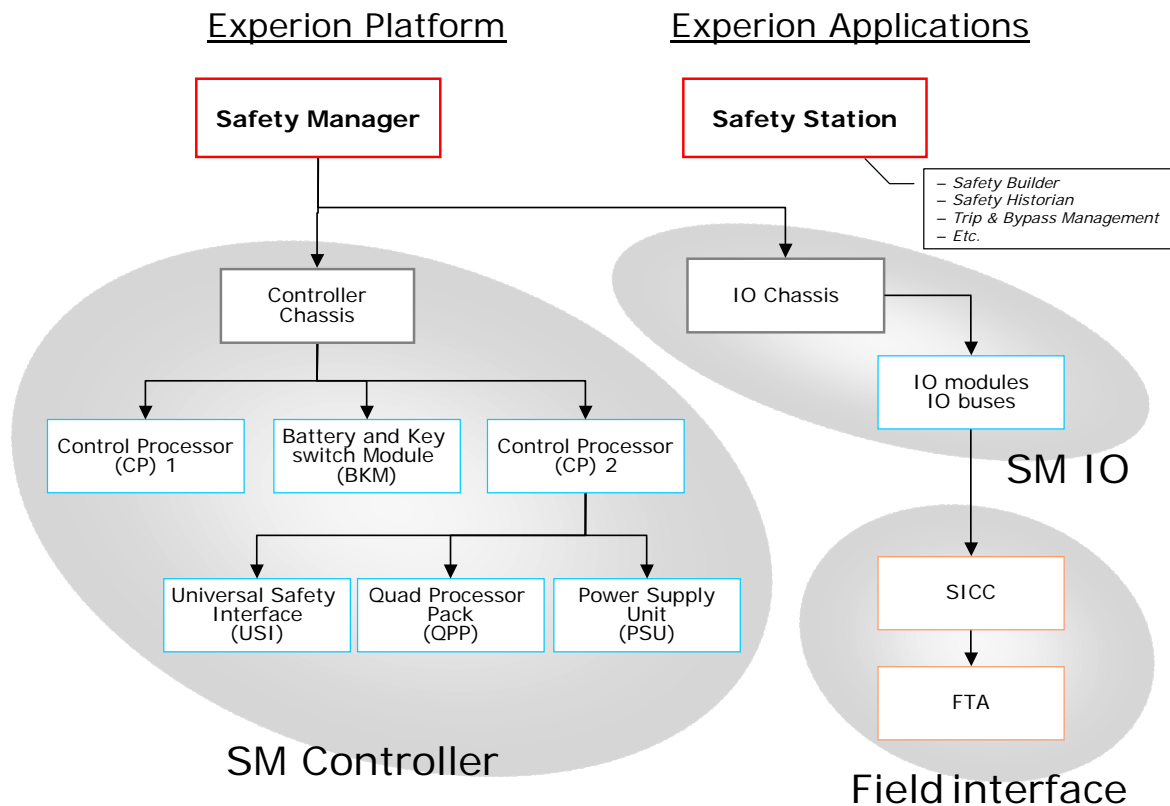 Experion Platform
Experion Applications
Safety Manager
Safety Station
– Safety Builder
– Safety Historian
– Trip & Bypass Management
– Etc.
Controller
Chassis
IO Chassis
IO modules
IO buses
Control Processor
(CP) 1
Battery and Key
switch Module
(BKM)
Control Processor
(CP) 2
SM IO
Universal Safety
Interface
(USI)
Quad Processor
Pack
(QPP)
Power Supply
Unit
(PSU)
SICC
FTA
SM Controller
Field interface